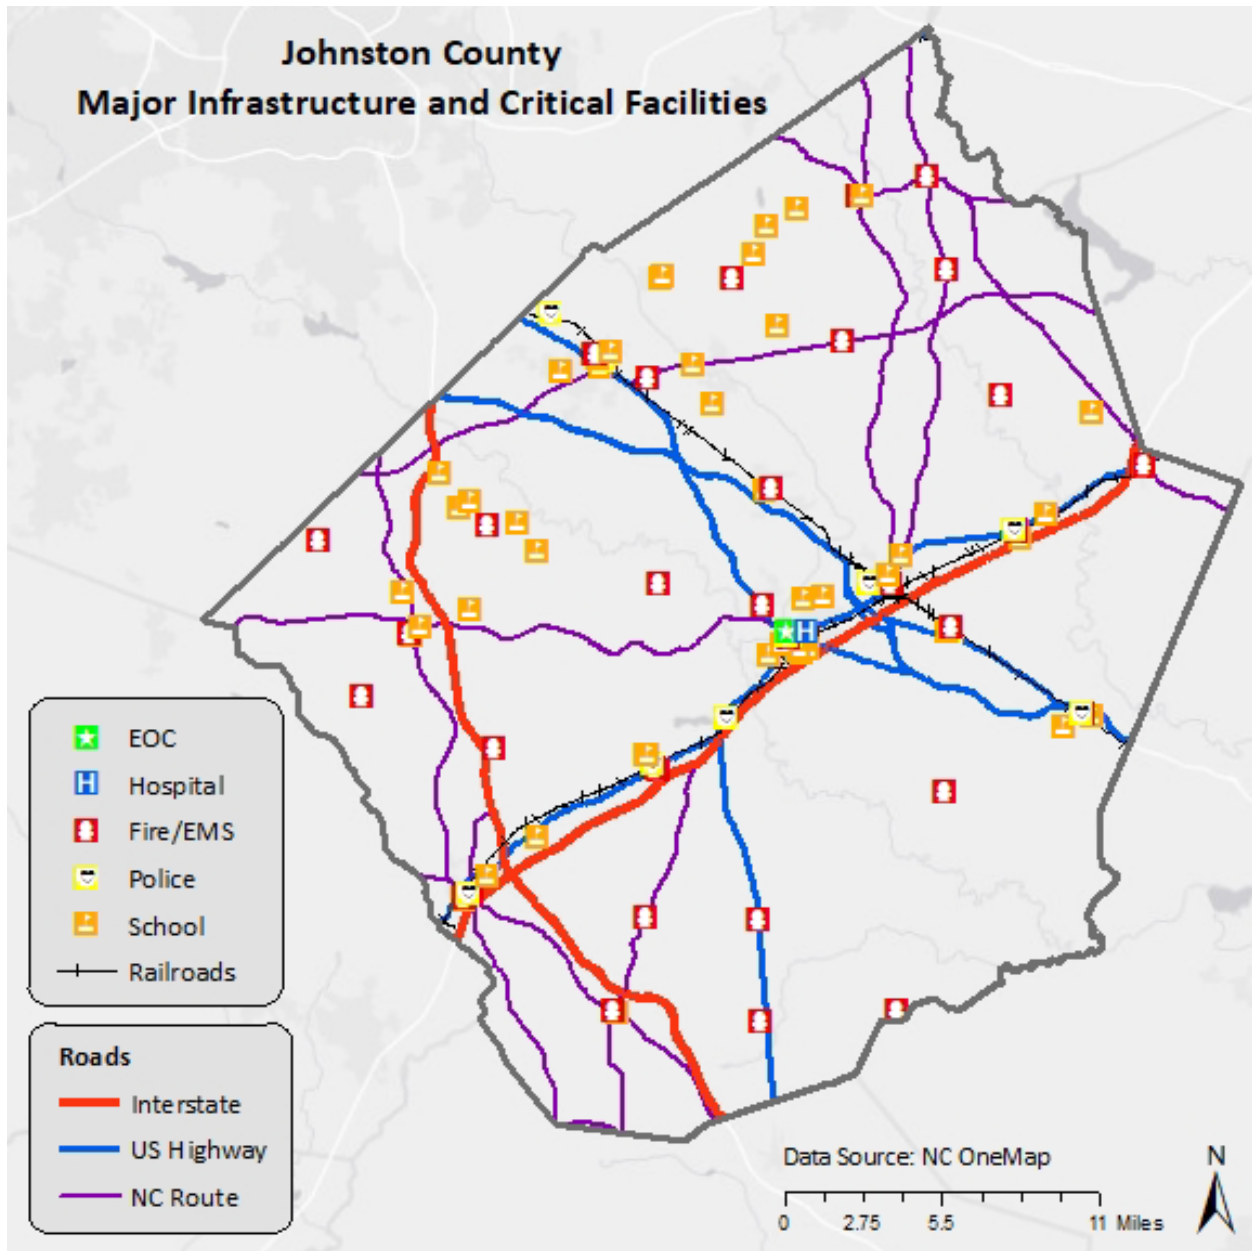 Johnston County
Major Infrastructure and Critical Facilities
EOC
H Hospital
Fire/EMS
Police
School
Railroads
Roads
Interstate
US Highway
NC Route
H
Data Source: NC OneMap
0 2.75 5.5 11 Miles
N